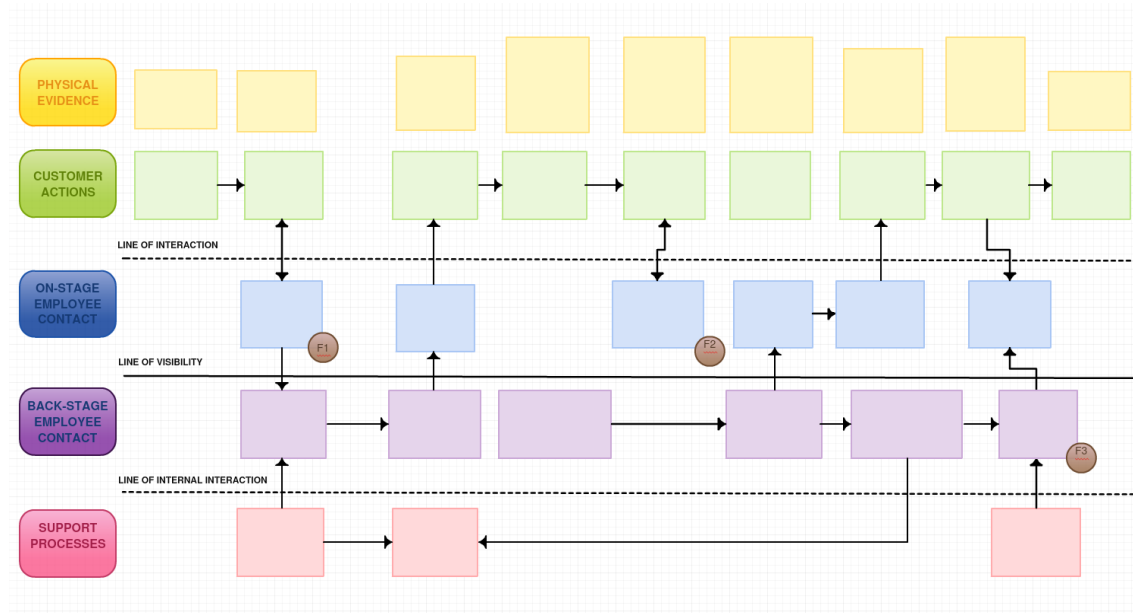 PHYSICAL
EVIDENCE
CUSTOMER
ACTIONS
LINE OF INTERACTION
ON-STAGE
EMPLOYEE
CONTACT
F1
F2
LINE OF VISIBILITY
BACK-STAGE
EMPLOYEE
CONTACT
F3
LINE OF INTERNAL INTERACTION
SUPPORT
PROCESSES